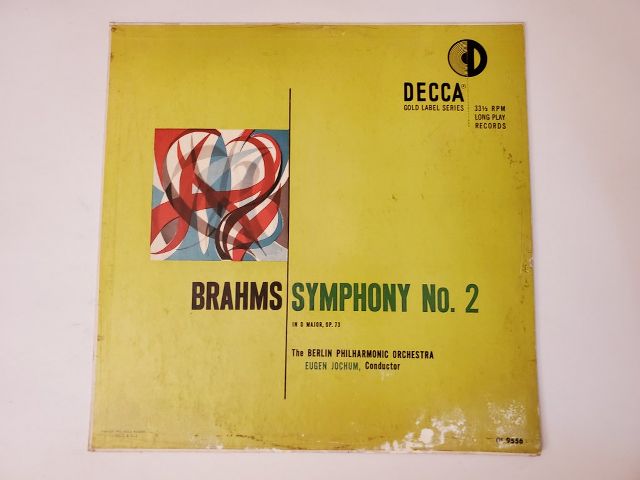 DECCA
GOLD LABEL SERIES
33⅓ RPM
LONG PLAY
RECORDS
BRAHMS SYMPHONY No. 2
IN D MAJOR, OP. 73
The BERLIN PHILHARMONIC ORCHESTRA
EUGEN JOCHUM, Conductor
9556